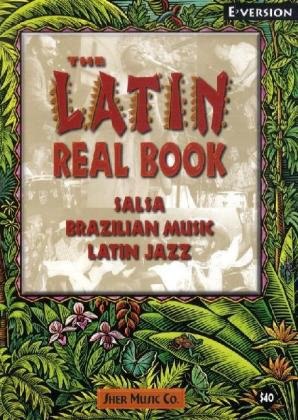 E-VERSION
THE
LATIN
REAL BOOK
SALSA
BRAZILIAN MUSIC
LATIN JAZZ
SHER MUSIC CO.
$40